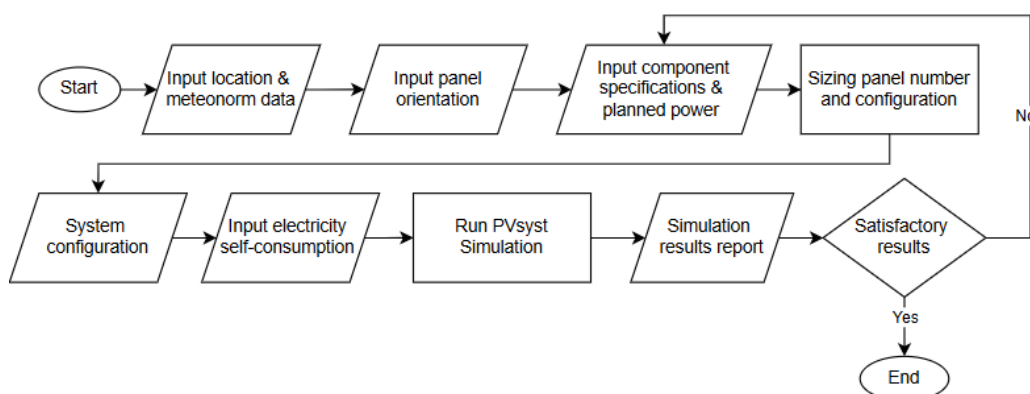 Start
Input location &
meteonorm data
Input panel
orientation
Input component
specifications &
planned power
Sizing panel number
and configuration
No
System
configuration
Input electricity
self-consumption
Run PVsyst
Simulation
Simulation
results report
Satisfactory
results
Yes
End